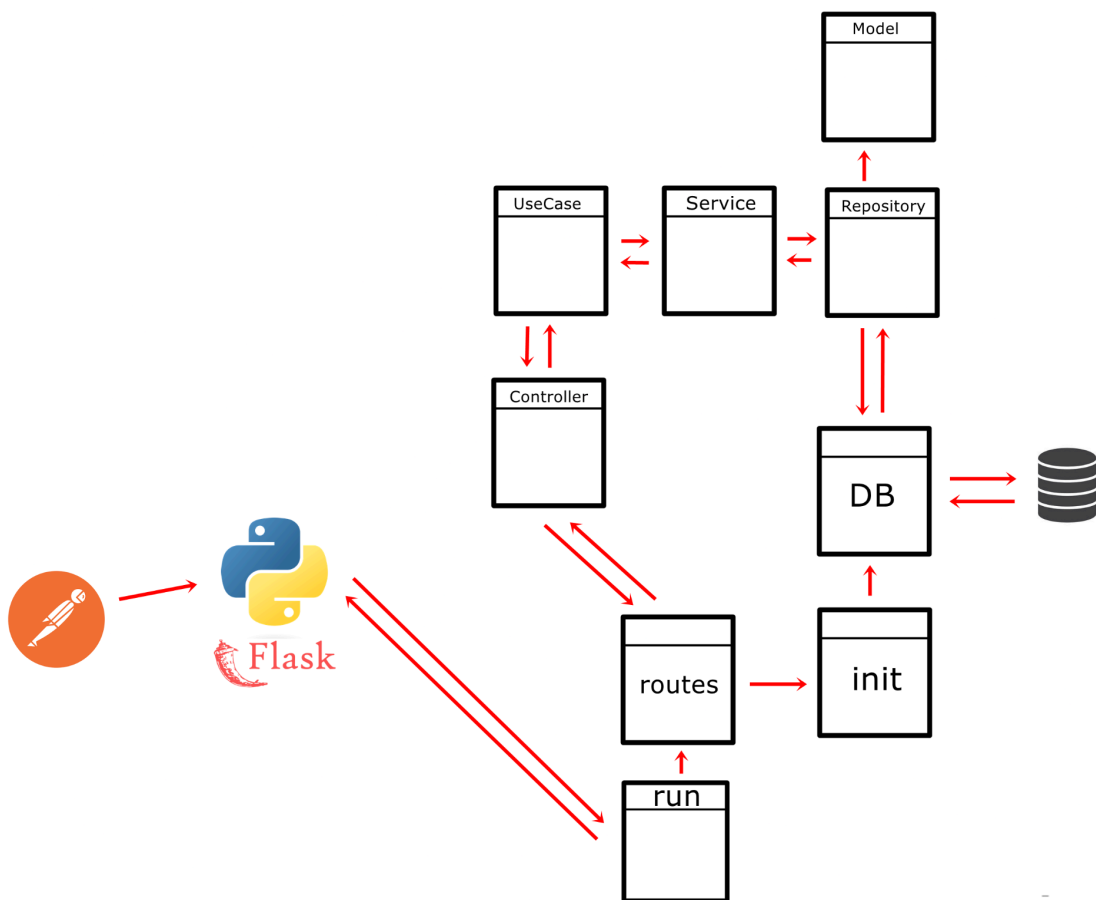 Model
UseCase
Service
Repository
Controller
DB
Flask
routes
init
run